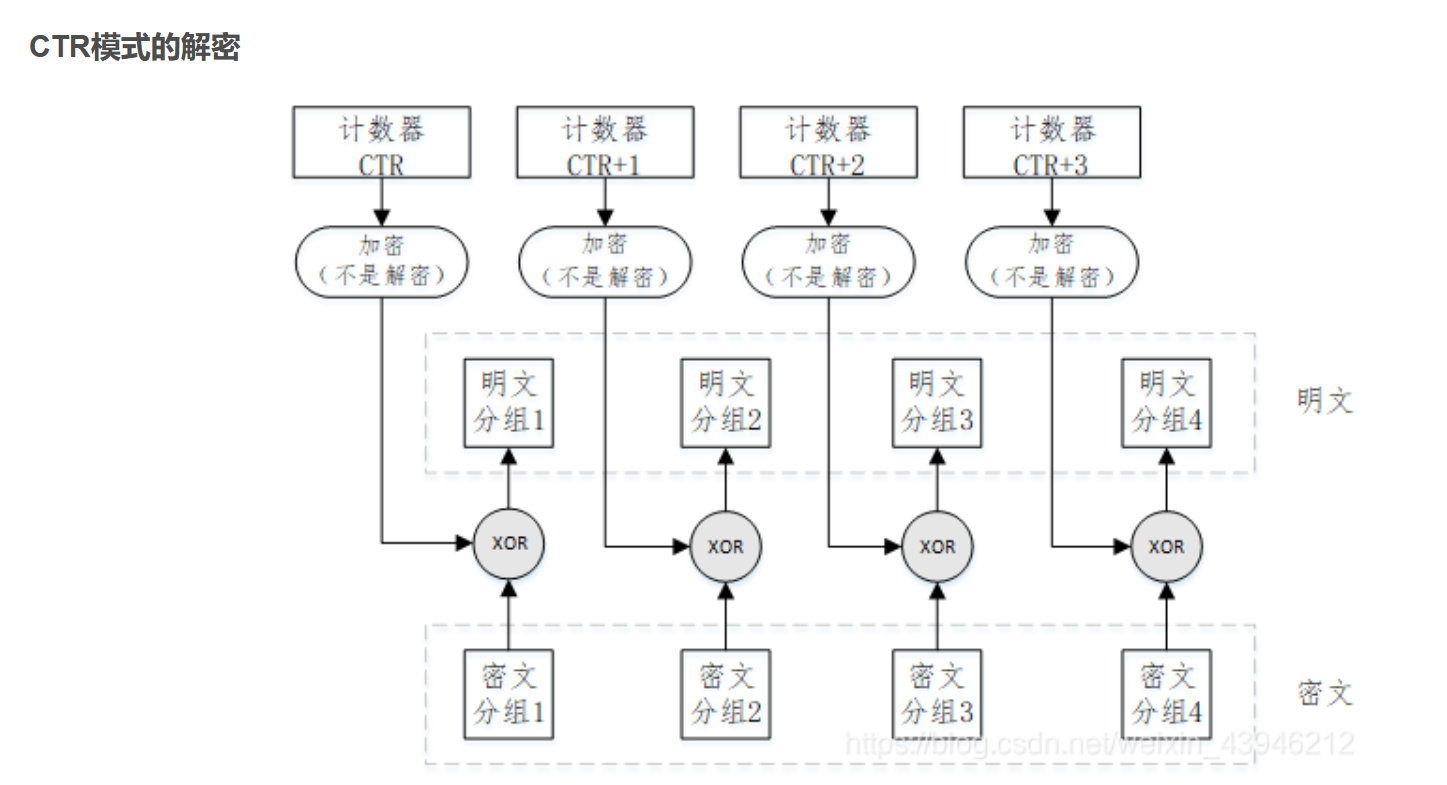 CTR模式的解密
计数器
CTR
计数器
CTR+1
计数器
CTR+2
计数器
CTR+3
加密
（不是解密）
加密
（不是解密）
加密
（不是解密）
加密
（不是解密）
明文
分组1
明文
分组2
明文
分组3
明文
分组4
明文
XOR
XOR
XOR
XOR
密文
分组1
密文
分组2
密文
分组3
密文
分组4
密文
https://blog.csdn.net/weixin_43946212